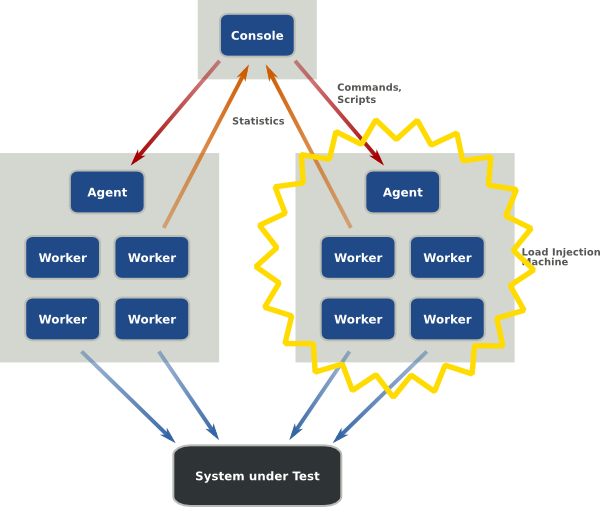 Console
Commands,
Scripts
Statistics
Agent
Agent
Worker
Worker
Worker
Worker
Load Injection
Machine
Worker
Worker
Worker
Worker
System under Test